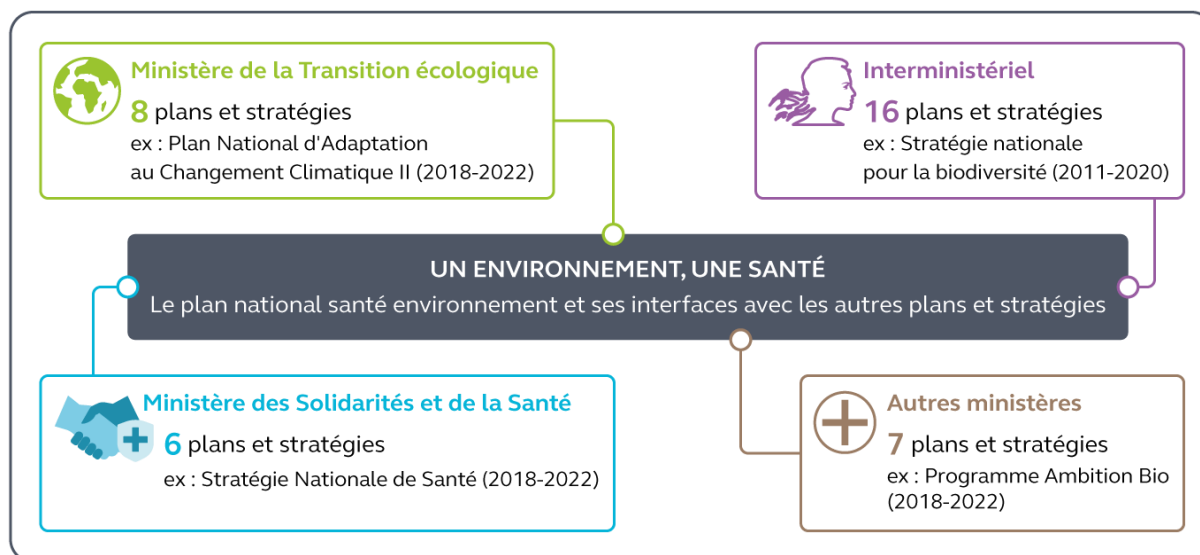 Ministère de la Transition écologique
8 plans et stratégies
ex : Plan National d'Adaptation
au Changement Climatique II (2018-2022)
Interministériel
16 plans et stratégies
ex : Stratégie nationale
pour la biodiversité (2011-2020)
UN ENVIRONNEMENT, UNE SANTÉ
Le plan national santé environnement et ses interfaces avec les autres plans et stratégies
Ministère des Solidarités et de la Santé
6 plans et stratégies
ex : Stratégie Nationale de Santé (2018-2022)
Autres ministères
7 plans et stratégies
ex : Programme Ambition Bio
(2018-2022)